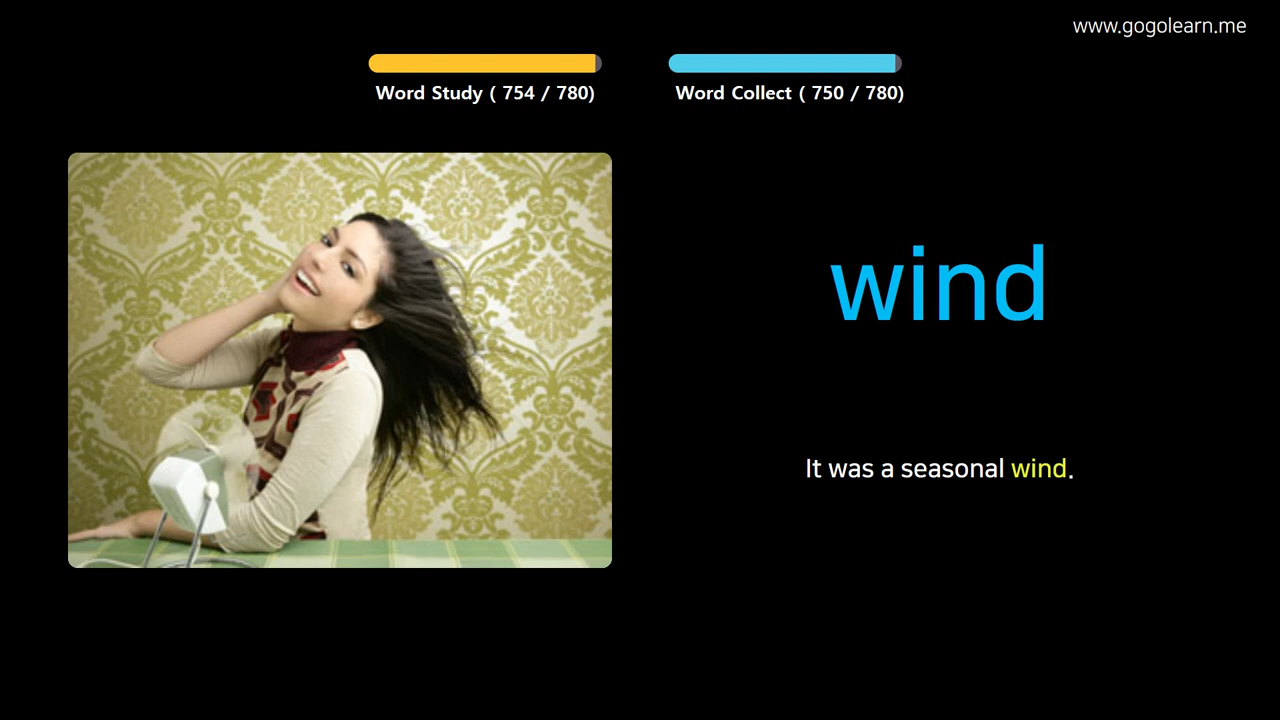 www.gogolearn.me
Word Study ( 754 / 780)
Word Collect ( 750 / 780)
wind
It was a seasonal wind.